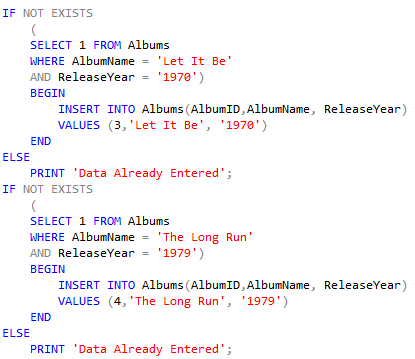 IF NOT EXISTS
(
SELECT 1 FROM Albums
WHERE AlbumName = 'Let It Be'
AND ReleaseYear = '1970')
BEGIN
INSERT INTO Albums(AlbumID,AlbumName, ReleaseYear)
VALUES (3,'Let It Be', '1970')
END
ELSE
PRINT 'Data Already Entered';
IF NOT EXISTS
(
SELECT 1 FROM Albums
WHERE AlbumName = 'The Long Run'
AND ReleaseYear = '1979')
BEGIN
INSERT INTO Albums(AlbumID,AlbumName, ReleaseYear)
VALUES (4,'The Long Run', '1979')
END
ELSE
PRINT 'Data Already Entered';